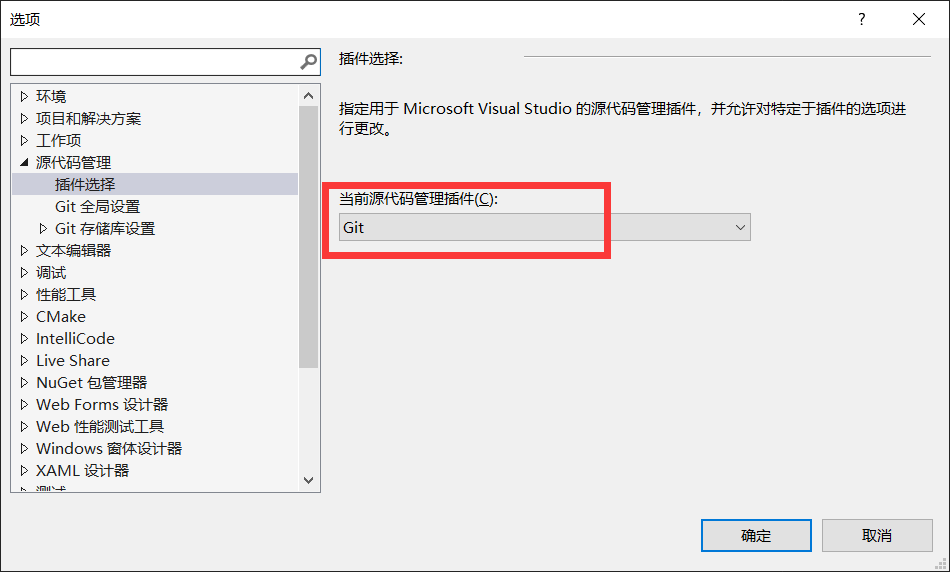 选项
?
插件选择:
环境
项目和解决方案
工作项
源代码管理
插件选择
Git 全局设置
Git 存储库设置
文本编辑器
调试
性能工具
CMake
IntelliCode
Live Share
NuGet 包管理器
Web Forms 设计器
Web 性能测试工具
Windows 窗体设计器
XAML 设计器
测试
指定用于 Microsoft Visual Studio 的源代码管理插件，并允许对特定于插件的选项进
行更改。
当前源代码管理插件(C):
Git
确定
取消